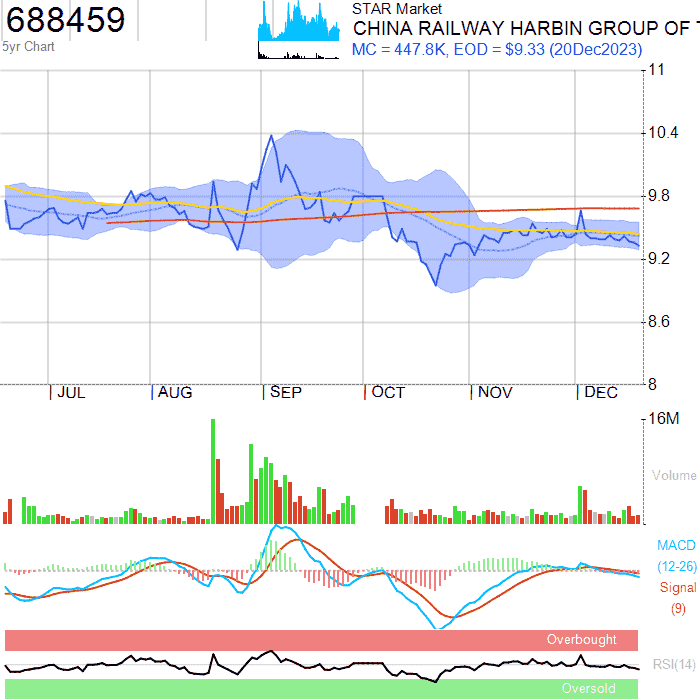 688459
5yr Chart
STAR Market
CHINA RAILWAY HARBIN GROUP OF
MC = 447.8K, EOD = $9.33 (20Dec2023)
11
10.4
9.8
9.2
8.6
8
JUL AUG SEP OCT NOV DEC
16M
Volume
MACD
(12-26)
Signal
(9)
Overbought
RSI(14)
Oversold